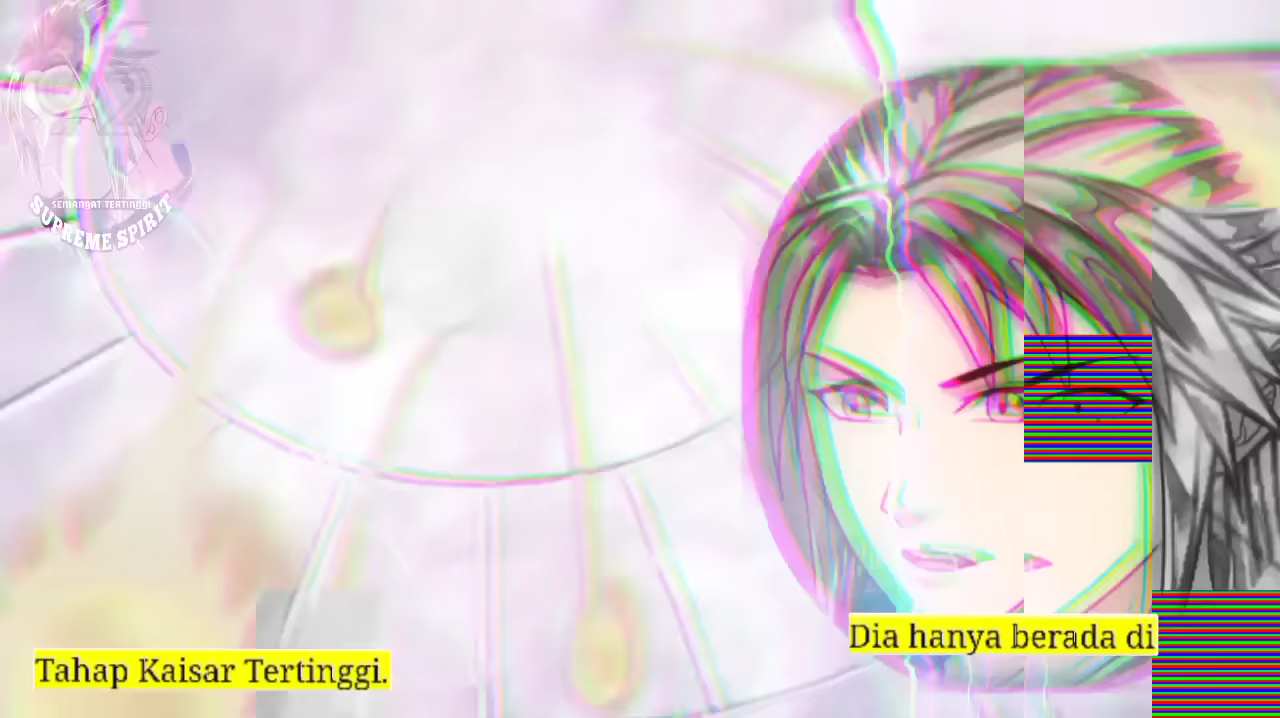 SEMANGAT TERTINGGI
SUPREME SPIRIT
Dia hanya berada di
Tahap Kaisar Tertinggi.